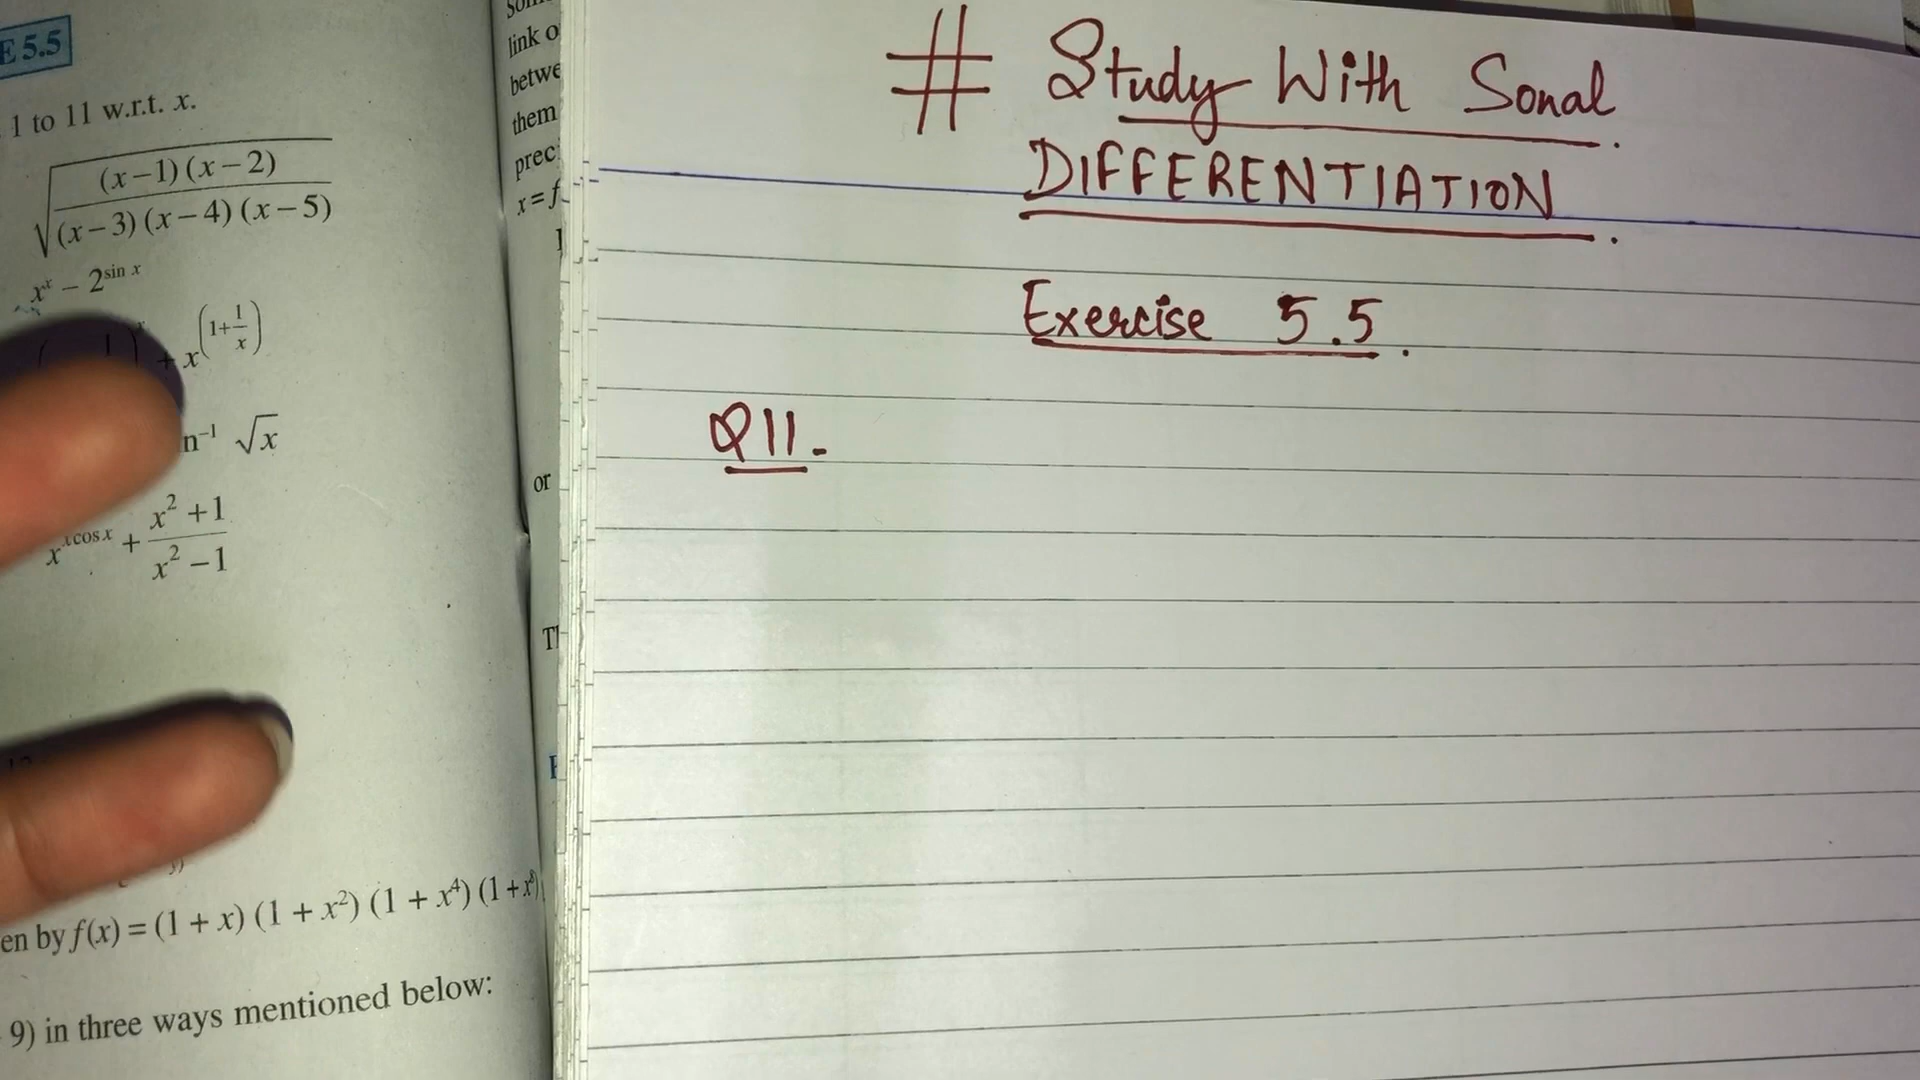 E 5.5
1 to 11 w.r.t. x.
√((x−1)(x−2) / (x−3)(x−4)(x−5))
x^x − 2^(sin x)
+ x^(1+1/x)
n⁻¹ √x
x^(x cos x) + (x² +1)/(x² −1)
en by f(x) = (1 + x) (1 + x²) (1 + x⁴) (1 + x⁸)
9) in three ways mentioned below:
link o
betwe
them
prec
x = f
or
# Study With Sonal.
DIFFERENTIATION.
Exercise 5.5.
Q11.